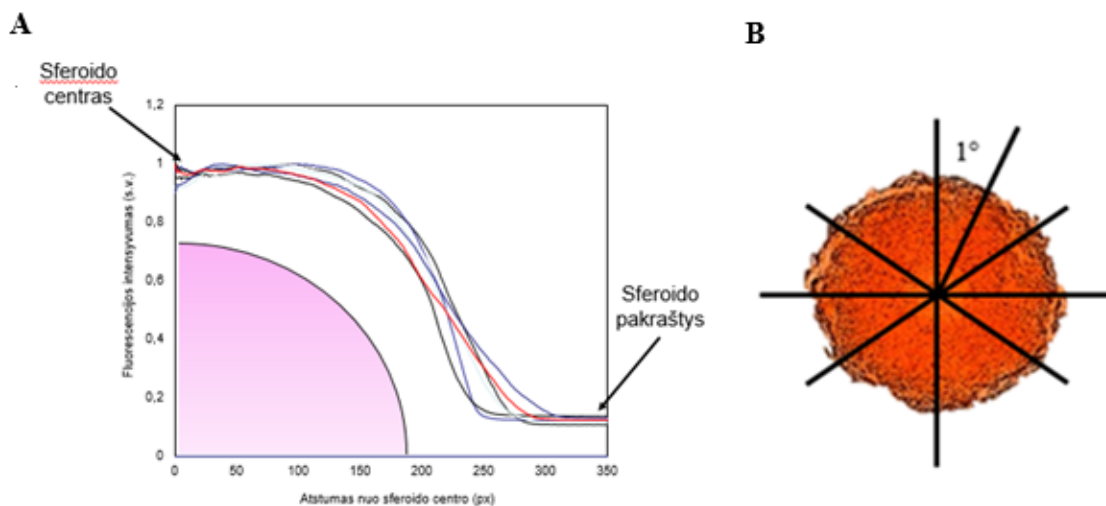 A
B
Sferoido
centras
1,2
1
0,8
0,6
0,4
0,2
0
Fluorescencijos intensyvumas (s.v.)
Sferoido
pakraštys
0 50 100 150 200 250 300 350
Atstumas nuo sferoido centro (px)
1°